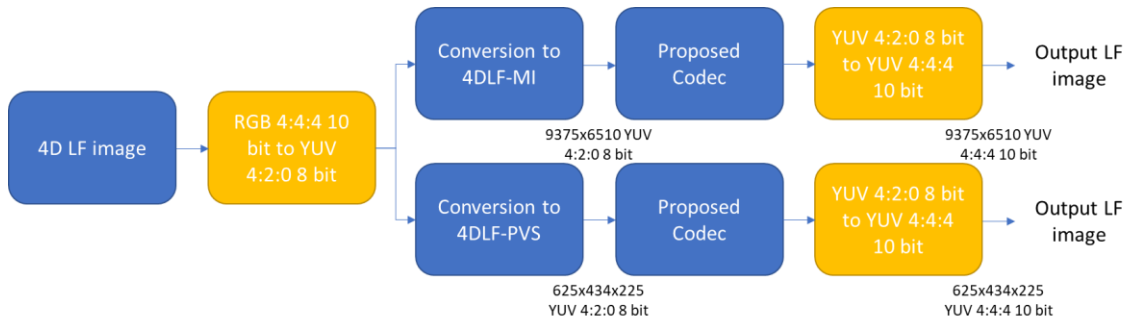 4D LF image
RGB 4:4:4 10
bit to YUV
4:2:0 8 bit
Conversion to
4DLF-MI
Proposed
Codec
YUV 4:2:0 8 bit
to YUV 4:4:4
10 bit
Output LF
image
9375x6510 YUV
4:2:0 8 bit
9375x6510 YUV
4:4:4 10 bit
Conversion to
4DLF-PVS
Proposed
Codec
YUV 4:2:0 8 bit
to YUV 4:4:4
10 bit
Output LF
image
625x434x225
YUV 4:2:0 8 bit
625x434x225
YUV 4:4:4 10 bit